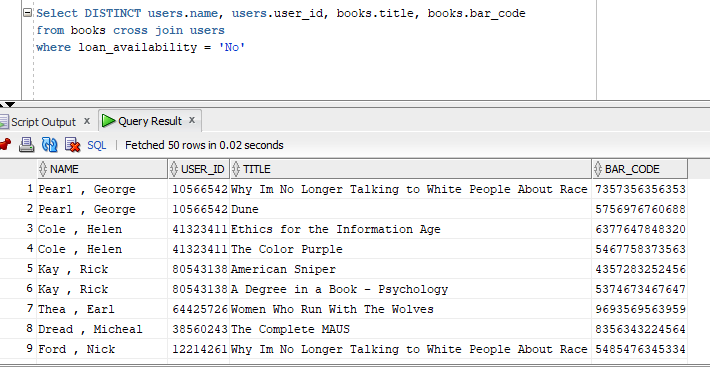 Select DISTINCT users.name, users.user_id, books.title, books.bar_code
from books cross join users
where loan_availability = 'No'
Script Output x Query Result x
SQL | Fetched 50 rows in 0.02 seconds
NAME USER_ID TITLE BAR_CODE
1 Pearl , George 10566542 Why Im No Longer Talking to White People About Race 7357356356353
2 Pearl , George 10566542 Dune 5756976760688
3 Cole , Helen 41323411 Ethics for the Information Age 6377647848320
4 Cole , Helen 41323411 The Color Purple 5467758373563
5 Kay , Rick 80543138 American Sniper 4357283252456
6 Kay , Rick 80543138 A Degree in a Book - Psychology 5374673467647
7 Thea , Earl 64425726 Women Who Run With The Wolves 9693569563959
8 Dread , Micheal 38560243 The Complete MAUS 8356343224564
9 Ford , Nick 12214261 Why Im No Longer Talking to White People About Race 5485476345334